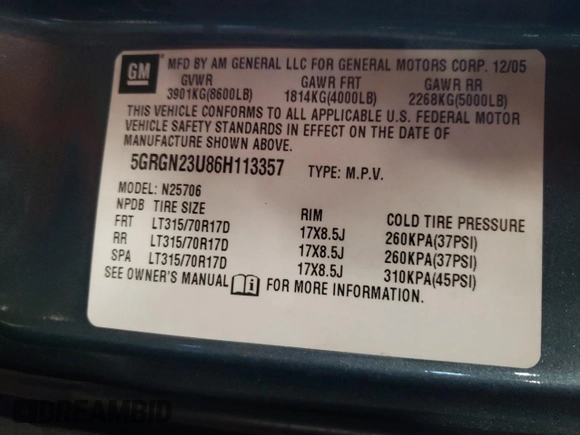 GM
MFD BY AM GENERAL LLC FOR GENERAL MOTORS CORP. 12/05
GVWR GAWR FRT GAWR RR
3901KG(8600LB) 1814KG(4000LB) 2268KG(5000LB)
THIS VEHICLE CONFORMS TO ALL APPLICABLE U.S. FEDERAL MOTOR
VEHICLE SAFETY STANDARDS IN EFFECT ON THE DATE OF
MANUFACTURE SHOWN ABOVE.
5GRGN23U86H113357 TYPE: M.P.V.
MODEL: N25706
NPDB TIRE SIZE RIM COLD TIRE PRESSURE
FRT LT315/70R17D 17X8.5J 260KPA(37PSI)
RR LT315/70R17D 17X8.5J 260KPA(37PSI)
SPA LT315/70R17D 17X8.5J 310KPA(45PSI)
SEE OWNER'S MANUAL FOR MORE INFORMATION.
DREAMBID